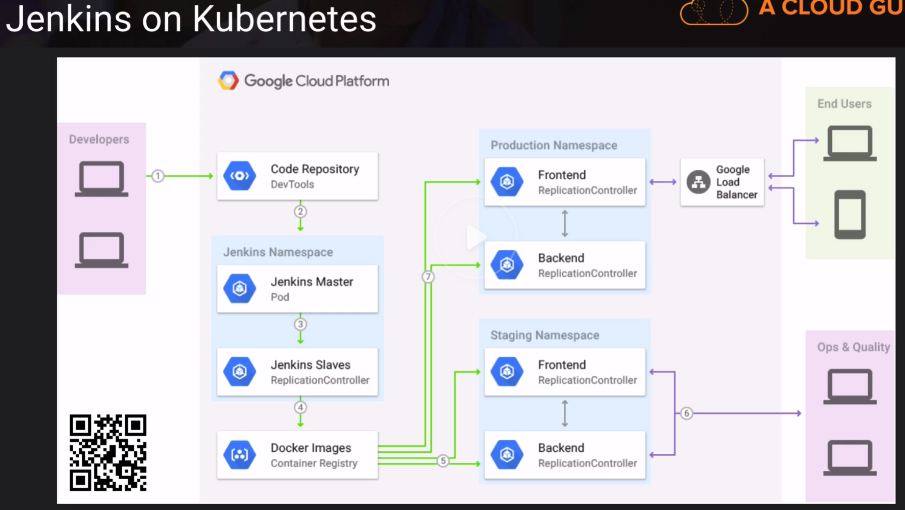 Jenkins on Kubernetes
A CLOUD GU
Google Cloud Platform
Developers
1
Code Repository
DevTools
2
Jenkins Namespace
Jenkins Master
Pod
3
Jenkins Slaves
ReplicationController
4
Docker Images
Container Registry
Production Namespace
Frontend
ReplicationController
Backend
ReplicationController
7
Google
Load
Balancer
End Users
Staging Namespace
Frontend
ReplicationController
Backend
ReplicationController
5
6
Ops & Quality